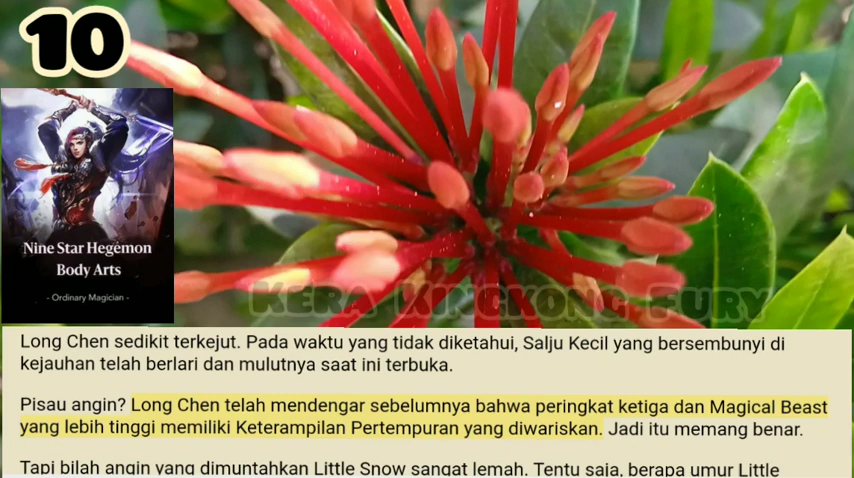 10
Nine Star Hegemon
Body Arts
- Ordinary Magician -
KERA KINGKONG FURY
Long Chen sedikit terkejut. Pada waktu yang tidak diketahui, Salju Kecil yang bersembunyi di
kejauhan telah berlari dan mulutnya saat ini terbuka.
Pisau angin? Long Chen telah mendengar sebelumnya bahwa peringkat ketiga dan Magical Beast
yang lebih tinggi memiliki Keterampilan Pertempuran yang diwariskan. Jadi itu memang benar.
Tapi bilah angin yang dimuntahkan Little Snow sangat lemah. Tentu saja, berapa umur Little